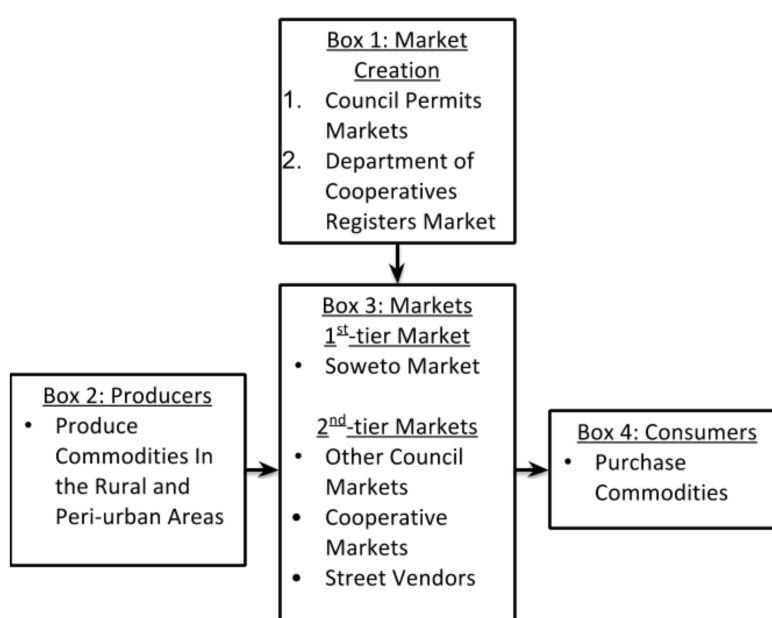 Box 1: Market
Creation
1. Council Permits
Markets
2. Department of
Cooperatives
Registers Market
Box 2: Producers
• Produce
Commodities In
the Rural and
Peri-urban Areas
Box 3: Markets
1st-tier Market
• Soweto Market
2nd-tier Markets
• Other Council
Markets
• Cooperative
Markets
• Street Vendors
Box 4: Consumers
• Purchase
Commodities